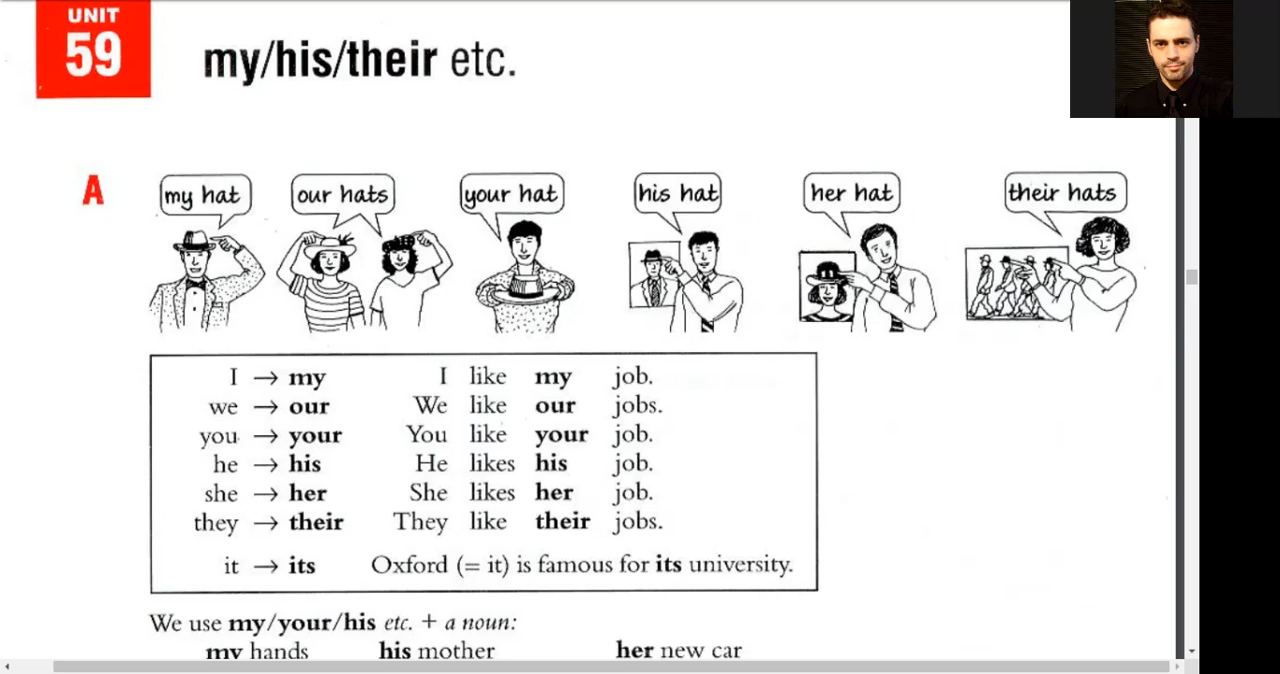 UNIT
59
my/his/their etc.
A
my hat
our hats
your hat
his hat
her hat
their hats
I → my I like my job.
we → our We like our jobs.
you → your You like your job.
he → his He likes his job.
she → her She likes her job.
they → their They like their jobs.
it → its Oxford (= it) is famous for its university.
We use my/your/his etc. + a noun:
my hands his mother her new car